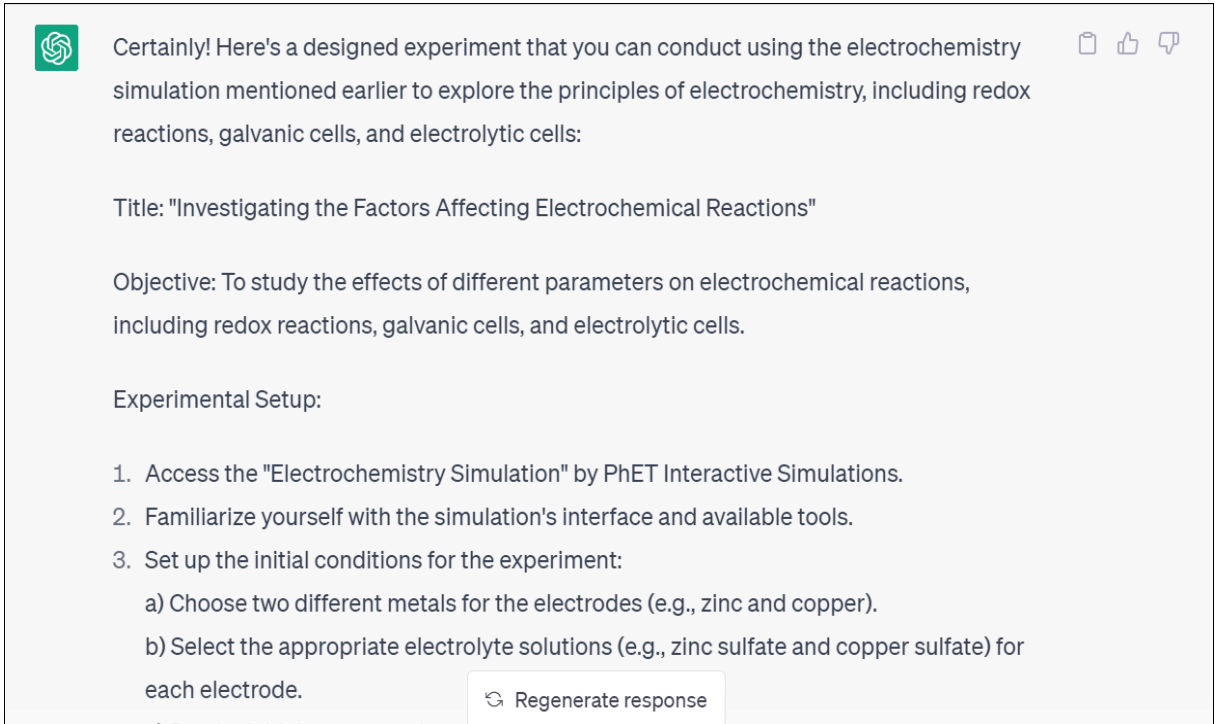 Certainly! Here's a designed experiment that you can conduct using the electrochemistry
simulation mentioned earlier to explore the principles of electrochemistry, including redox
reactions, galvanic cells, and electrolytic cells:
Title: "Investigating the Factors Affecting Electrochemical Reactions"
Objective: To study the effects of different parameters on electrochemical reactions,
including redox reactions, galvanic cells, and electrolytic cells.
Experimental Setup:
1. Access the "Electrochemistry Simulation" by PhET Interactive Simulations.
2. Familiarize yourself with the simulation's interface and available tools.
3. Set up the initial conditions for the experiment:
a) Choose two different metals for the electrodes (e.g., zinc and copper).
b) Select the appropriate electrolyte solutions (e.g., zinc sulfate and copper sulfate) for
each electrode.
Regenerate response